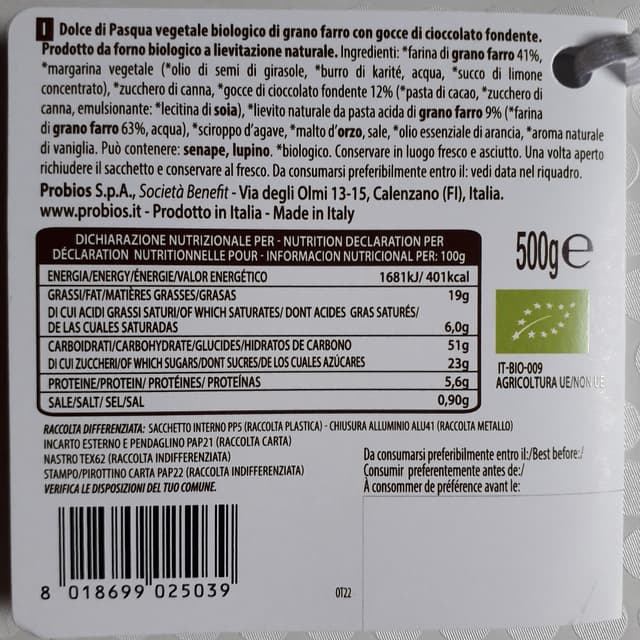 I Dolce di Pasqua vegetale biologico di grano farro con gocce di cioccolato fondente.
Prodotto da forno biologico a lievitazione naturale. Ingredienti: *farina di grano farro 41%,
*margarina vegetale (*olio di semi di girasole, *burro di karité, acqua, *succo di limone
concentrato), *zucchero di canna, *gocce di cioccolato fondente 12% (*pasta di cacao, *zucchero di
canna, emulsionante: *lecitina di soia), *lievito naturale da pasta acida di grano farro 9% (*farina
di grano farro 63%, acqua), *sciroppo d'agave, *malto d'orzo, sale, *olio essenziale di arancia, *aroma naturale
di vaniglia. Può contenere: senape, lupino. *biologico. Conservare in luogo fresco e asciutto. Una volta aperto
richiudere il sacchetto e conservare al fresco. Da consumarsi preferibilmente entro il: vedi data nel riquadro.
Probios S.p.A., Società Benefit - Via degli Olmi 13-15, Calenzano (FI), Italia.
www.probios.it - Prodotto in Italia - Made in Italy
DICHIARAZIONE NUTRIZIONALE PER - NUTRITION DECLARATION PER
DÉCLARATION NUTRITIONNELLE POUR - INFORMACION NUTRICIONAL PER: 100g
ENERGIA/ENERGY/ÉNERGIE/VALOR ENERGÉTICO 1681kJ/ 401kcal
GRASSI/FAT/MATIÈRES GRASSES/GRASAS 19g
DI CUI ACIDI GRASSI SATURI/OF WHICH SATURATES/ DONT ACIDES GRAS SATURÉS/
DE LAS CUALES SATURADAS 6,0g
CARBOIDRATI/CARBOHYDRATE/GLUCIDES/HIDRATOS DE CARBONO 51g
DI CUI ZUCCHERI/OF WHICH SUGARS/DONT SUCRES/DE LOS CUALES AZÚCARES 23g
PROTEINE/PROTEIN/ PROTÉINES/ PROTEÍNAS 5,6g
SALE/SALT/ SEL/SAL 0,90g
500g e
IT-BIO-009
AGRICOLTURA UE/NON UE
RACCOLTA DIFFERENZIATA: SACCHETTO INTERNO PP5 (RACCOLTA PLASTICA) - CHIUSURA ALLUMINIO ALU41 (RACCOLTA METALLO)
INCARTO ESTERNO E PENDAGLINO PAP21 (RACCOLTA CARTA)
NASTRO TEX62 (RACCOLTA INDIFFERENZIATA)
STAMPO/PIROTTINO CARTA PAP22 (RACCOLTA INDIFFERENZIATA)
VERIFICA LE DISPOSIZIONI DEL TUO COMUNE.
Da consumarsi preferibilmente entro il:/Best before:/
Consumir preferentemente antes de:/
À consommer de préférence avant le:
8 018699 025039
OT22